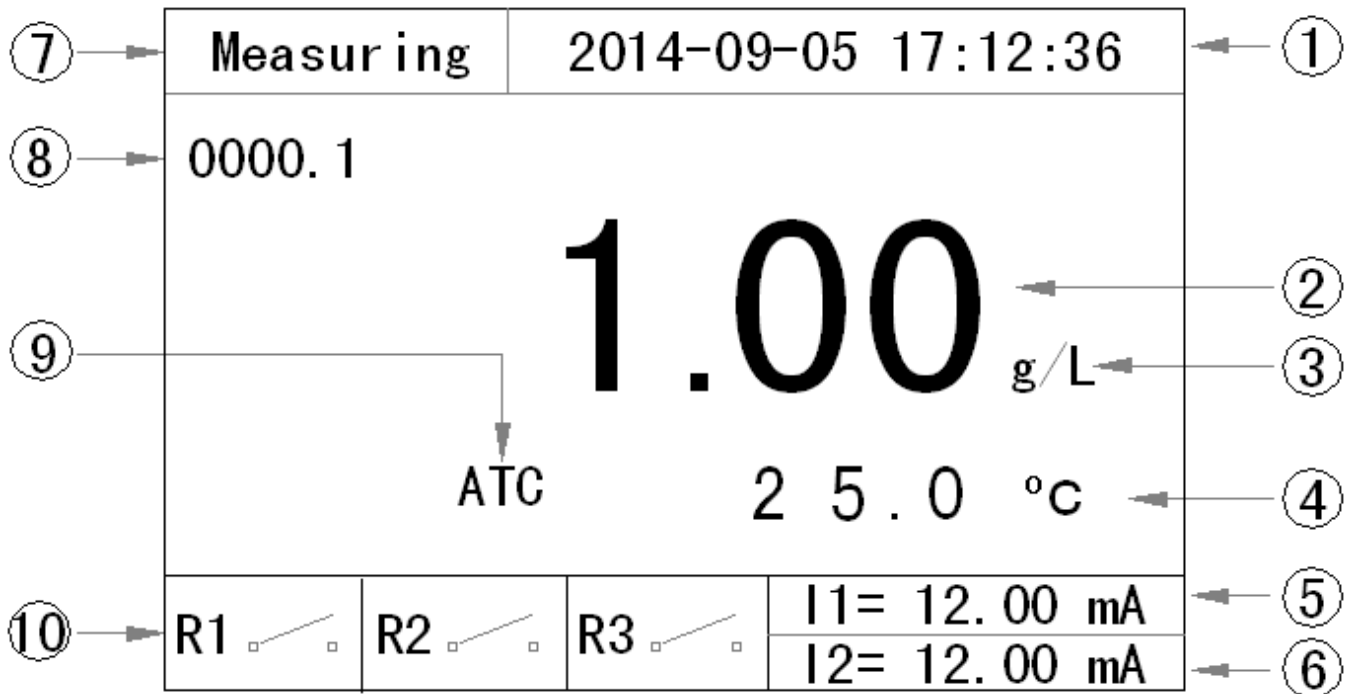 ⑦ Measuring 2014-09-05 17:12:36 ①
⑧ 0000.1
1.00 ②
⑨ g/L ③
ATC 25.0 ºC ④
I1= 12.00 mA ⑤
⑩ R1 R2 R3
I2= 12.00 mA ⑥